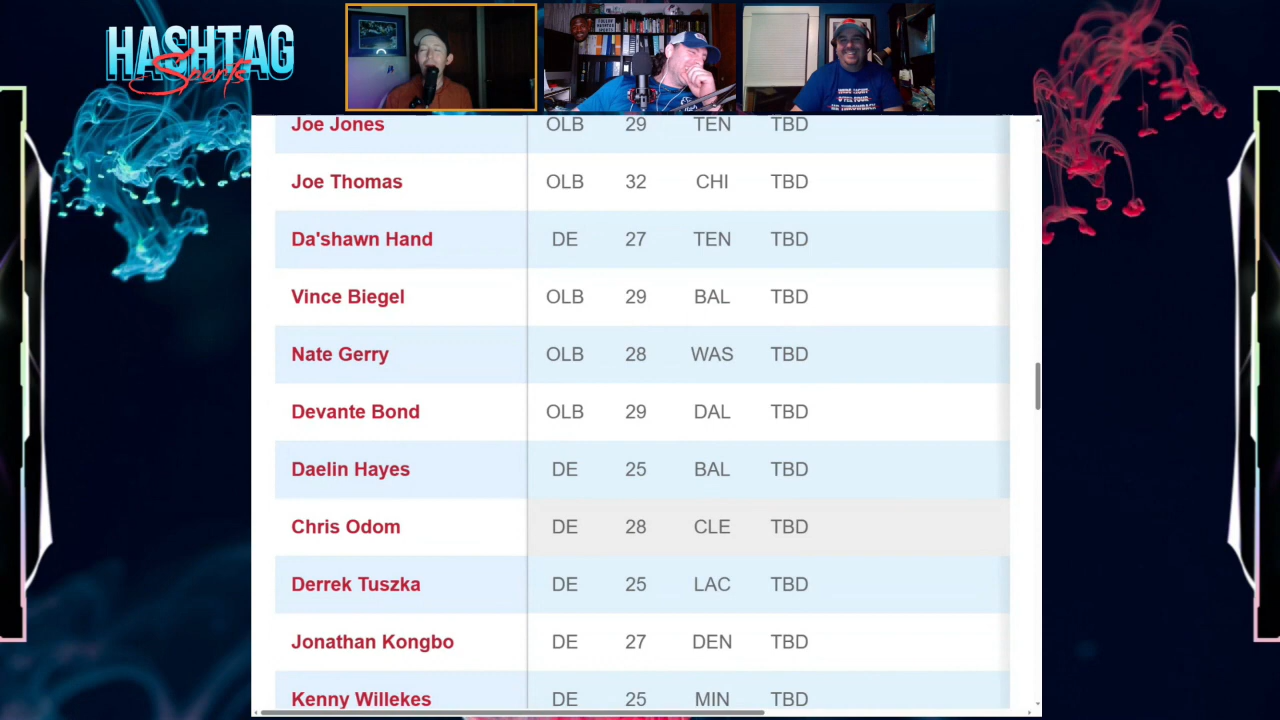 HASHTAG
Sports
WIDE RIGHT
Joe Jones OLB 29 TEN TBD
Joe Thomas OLB 32 CHI TBD
Da'shawn Hand DE 27 TEN TBD
Vince Biegel OLB 29 BAL TBD
Nate Gerry OLB 28 WAS TBD
Devante Bond OLB 29 DAL TBD
Daelin Hayes DE 25 BAL TBD
Chris Odom DE 28 CLE TBD
Derrek Tuszka DE 25 LAC TBD
Jonathan Kongbo DE 27 DEN TBD
Kenny Willekes DE 25 MIN TBD